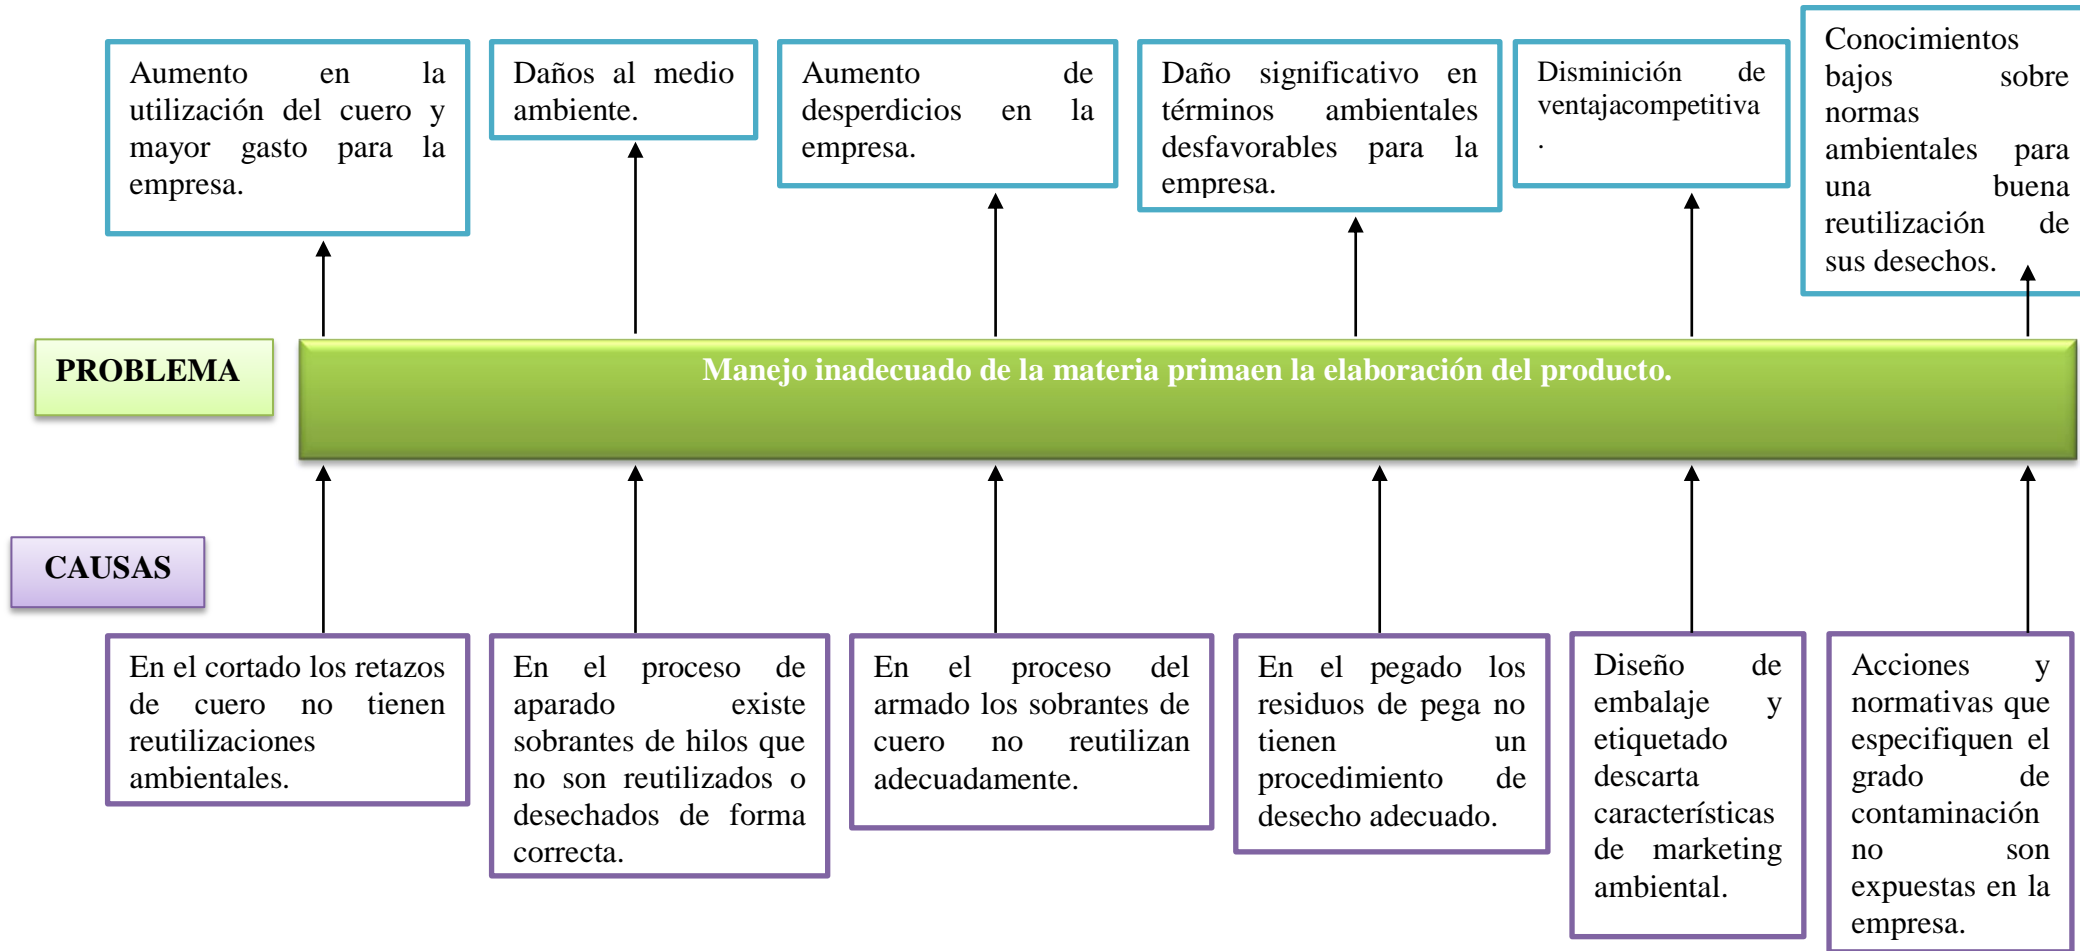 Aumento en la
utilización del cuero y
mayor gasto para la
empresa.
Daños al medio
ambiente.
Aumento de
desperdicios en la
empresa.
Daño significativo en
términos ambientales
desfavorables para la
empresa.
Disminición de
ventajacompetitiva
.
Conocimientos
bajos sobre
normas
ambientales para
una buena
reutilización de
sus desechos.
PROBLEMA
Manejo inadecuado de la materia primaen la elaboración del producto.
CAUSAS
En el cortado los retazos
de cuero no tienen
reutilizaciones
ambientales.
En el proceso de
aparado existe
sobrantes de hilos que
no son reutilizados o
desechados de forma
correcta.
En el proceso del
armado los sobrantes de
cuero no reutilizan
adecuadamente.
En el pegado los
residuos de pega no
tienen un
procedimiento de
desecho adecuado.
Diseño de
embalaje y
etiquetado
descarta
características
de marketing
ambiental.
Acciones y
normativas que
especifiquen el
grado de
contaminación
no son
expuestas en la
empresa.